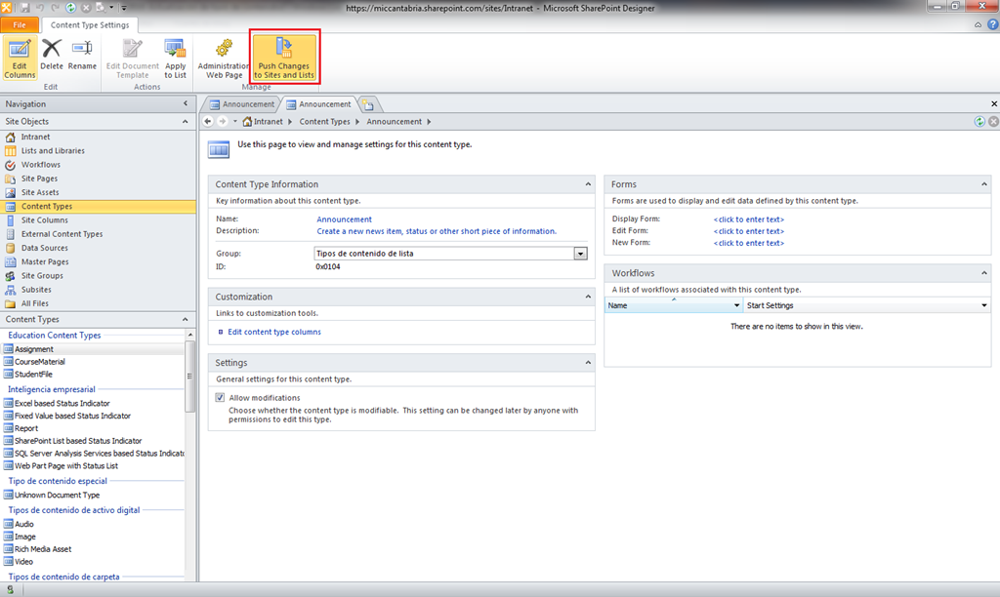 https://miccantabria.sharepoint.com/sites/Intranet - Microsoft SharePoint Designer
File
Content Type Settings
Edit Columns
Delete
Rename
Edit Document Template
Apply to List
Administration Web Page
Push Changes to Sites and Lists
Edit
Actions
Manage
Navigation
Site Objects
Intranet
Lists and Libraries
Workflows
Site Pages
Site Assets
Content Types
Site Columns
External Content Types
Data Sources
Master Pages
Site Groups
Subsites
All Files
Content Types
Education Content Types
Assignment
CourseMaterial
StudentFile
Inteligencia empresarial
Excel based Status Indicator
Fixed Value based Status Indicator
Report
SharePoint List based Status Indicator
SQL Server Analysis Services based Status Indicato
Web Part Page with Status List
Tipo de contenido especial
Unknown Document Type
Tipos de contenido de activo digital
Audio
Image
Rich Media Asset
Video
Tipos de contenido de carpeta
Announcement
Announcement
Intranet
Content Types
Announcement
Use this page to view and manage settings for this content type.
Content Type Information
Key information about this content type.
Name: Announcement
Description: Create a new news item, status or other short piece of information.
Group: Tipos de contenido de lista
ID: 0x0104
Customization
Links to customization tools.
Edit content type columns
Settings
General settings for this content type.
Allow modifications
Choose whether the content type is modifiable. This setting can be changed later by anyone with
permissions to edit this type.
Forms
Forms are used to display and edit data defined by this content type.
Display Form: <click to enter text>
Edit Form: <click to enter text>
New Form: <click to enter text>
Workflows
A list of workflows associated with this content type.
Name
Start Settings
There are no items to show in this view.